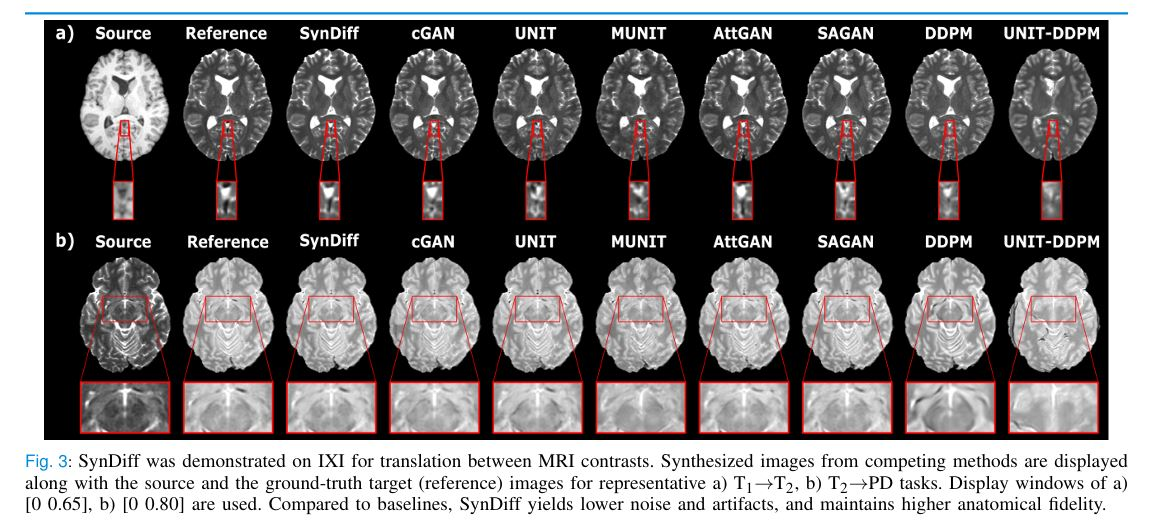 a) Source Reference SynDiff cGAN UNIT MUNIT AttGAN SAGAN DDPM UNIT-DDPM
b) Source Reference SynDiff cGAN UNIT MUNIT AttGAN SAGAN DDPM UNIT-DDPM
Fig. 3: SynDiff was demonstrated on IXI for translation between MRI contrasts. Synthesized images from competing methods are displayed
along with the source and the ground-truth target (reference) images for representative a) T₁→T₂, b) T₂→PD tasks. Display windows of a)
[0 0.65], b) [0 0.80] are used. Compared to baselines, SynDiff yields lower noise and artifacts, and maintains higher anatomical fidelity.